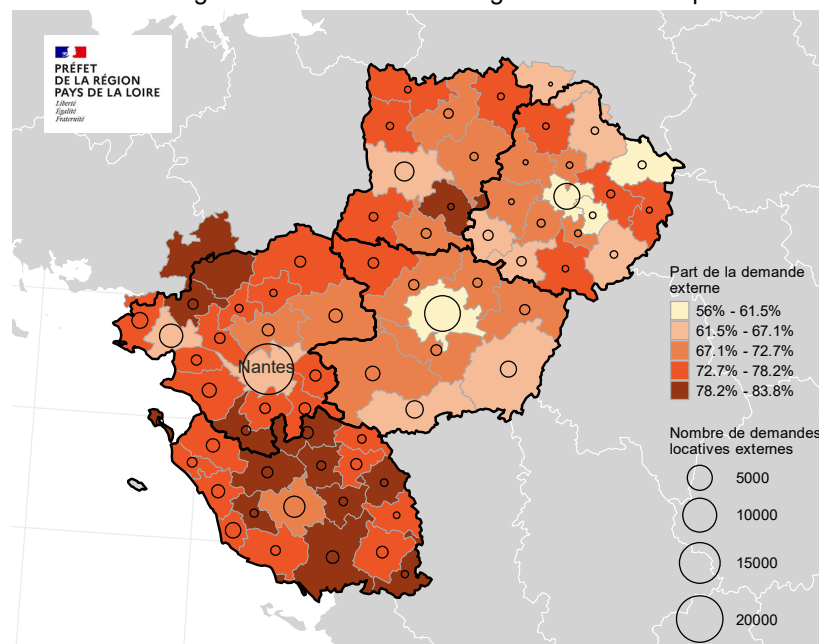 PRÉFET
DE LA RÉGION
PAYS DE LA LOIRE
Liberté
Égalité
Fraternité
Nantes
Part de la demande
externe
56% - 61.5%
61.5% - 67.1%
67.1% - 72.7%
72.7% - 78.2%
78.2% - 83.8%
Nombre de demandes
locatives externes
5000
10000
15000
20000